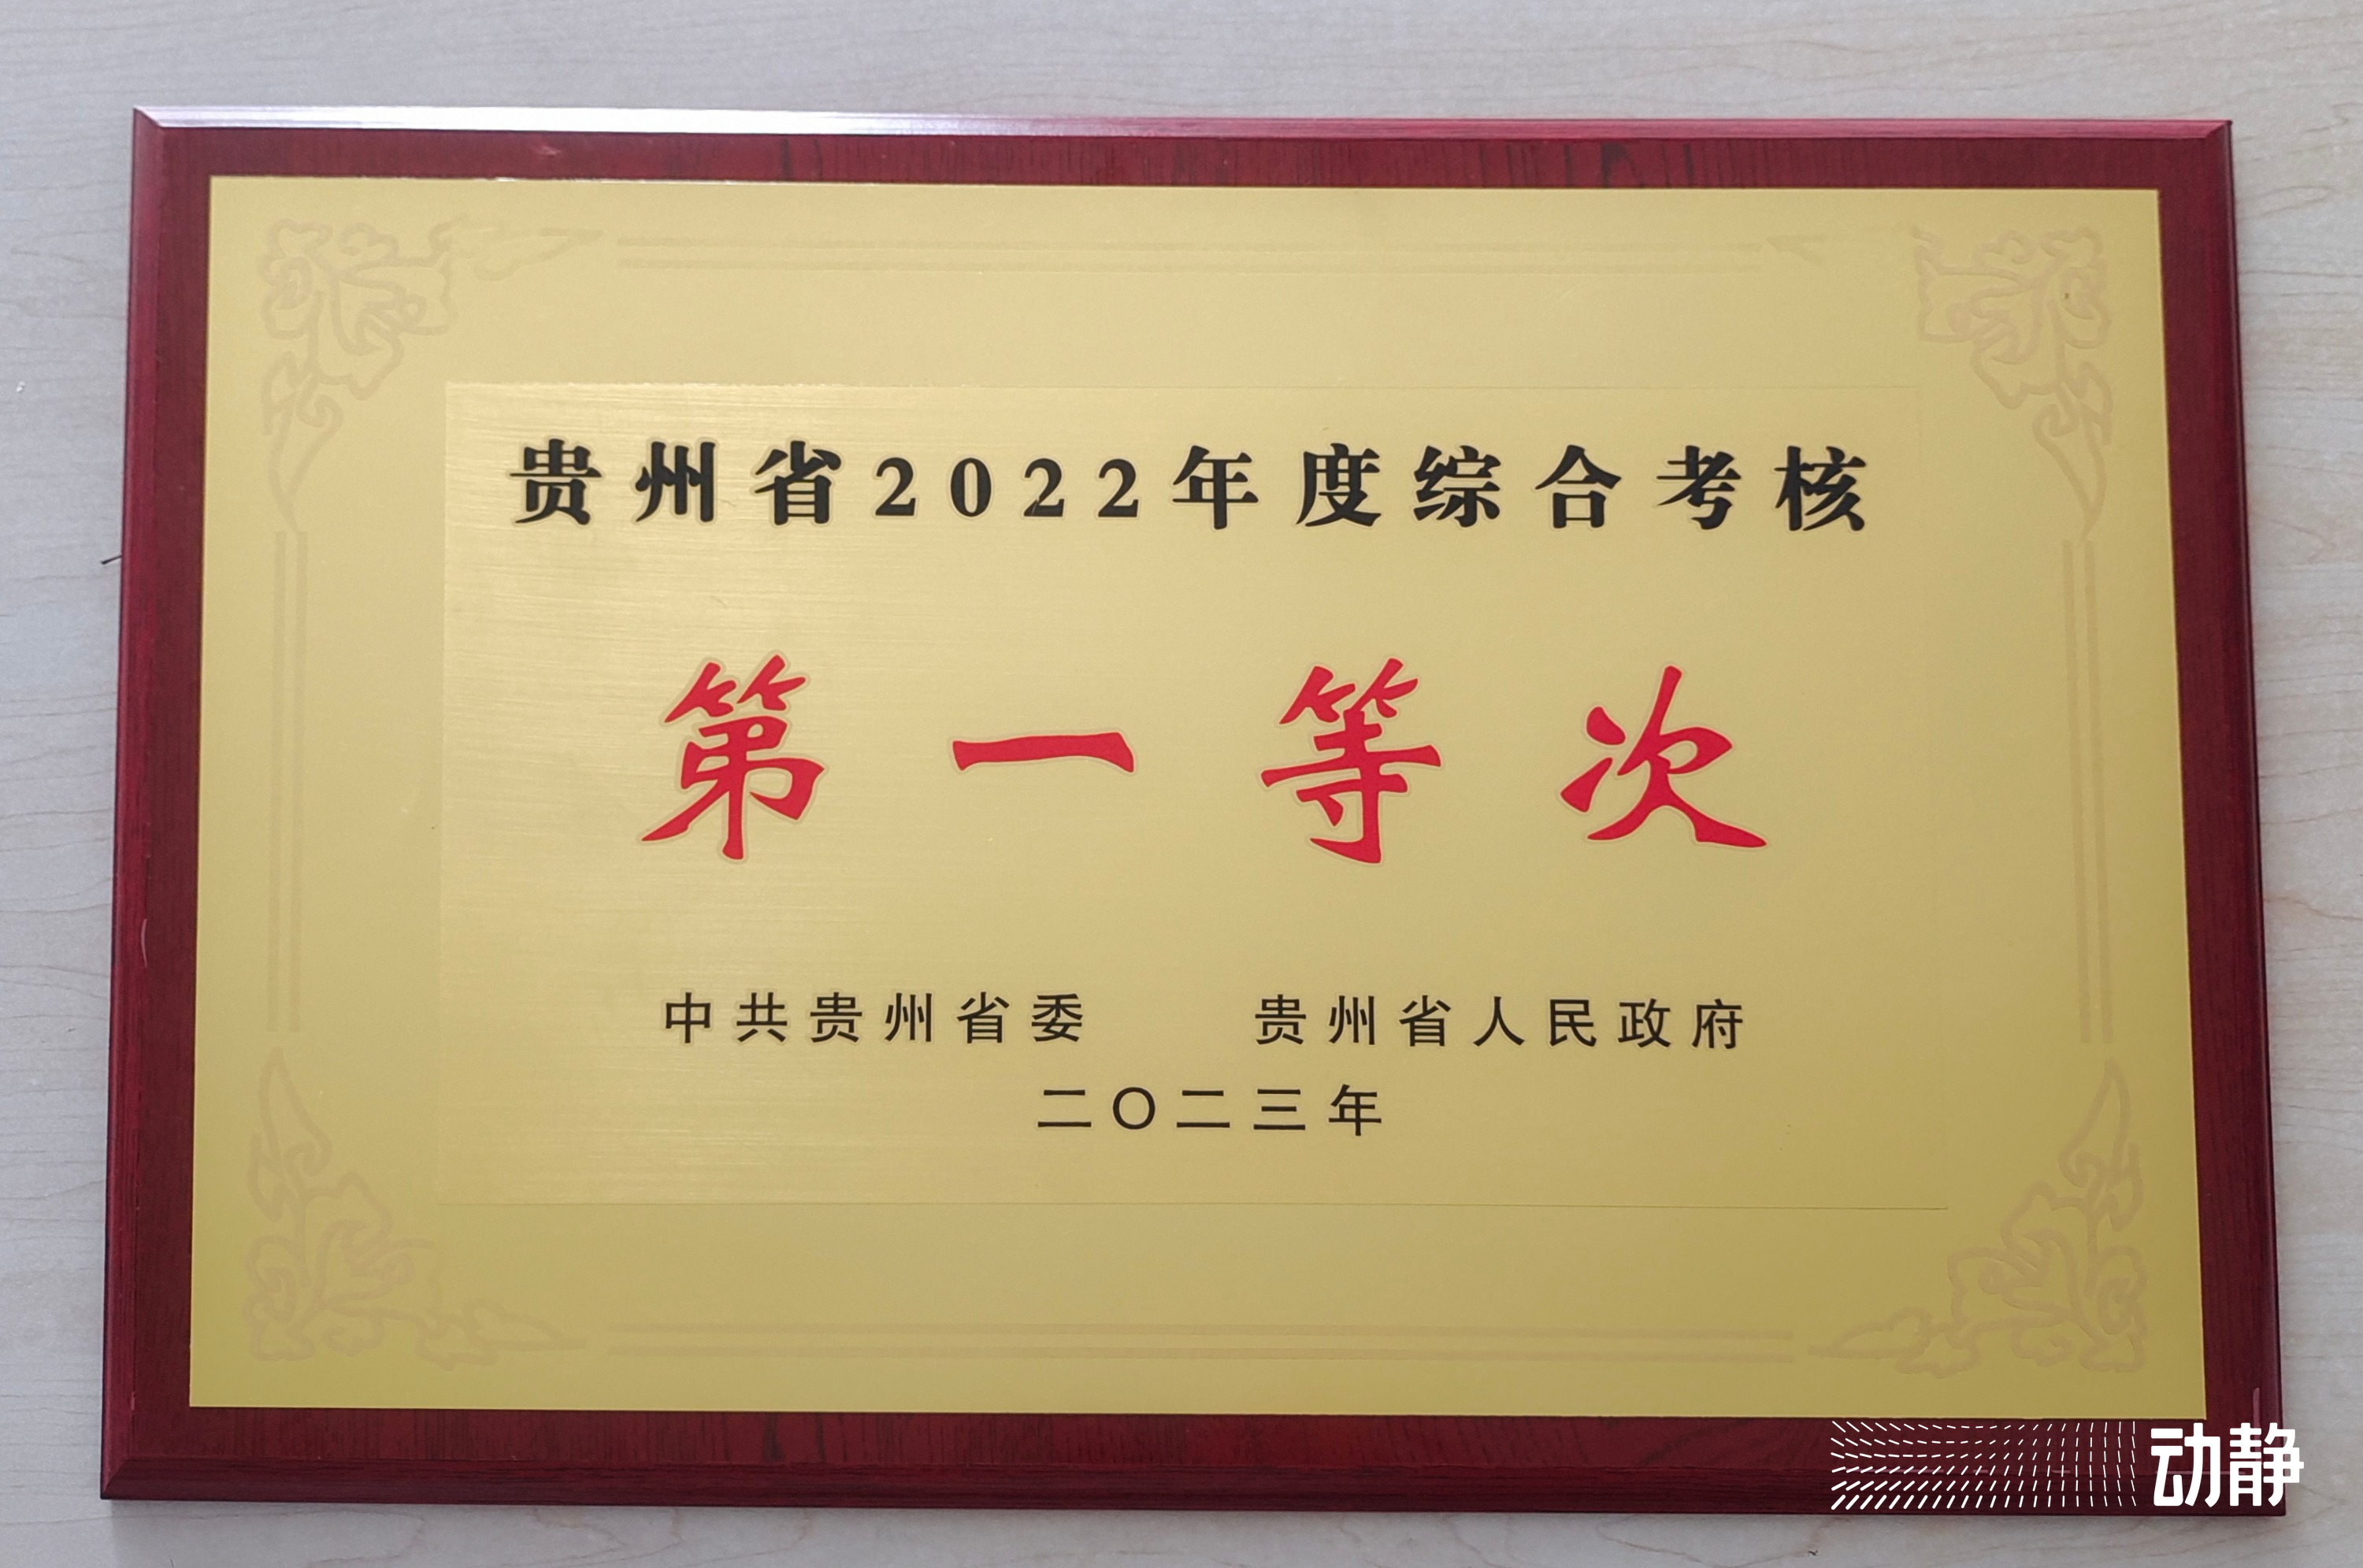 贵州省2022年度综合考核
第一等次
中共贵州省委 贵州省人民政府
二〇二三年
动静